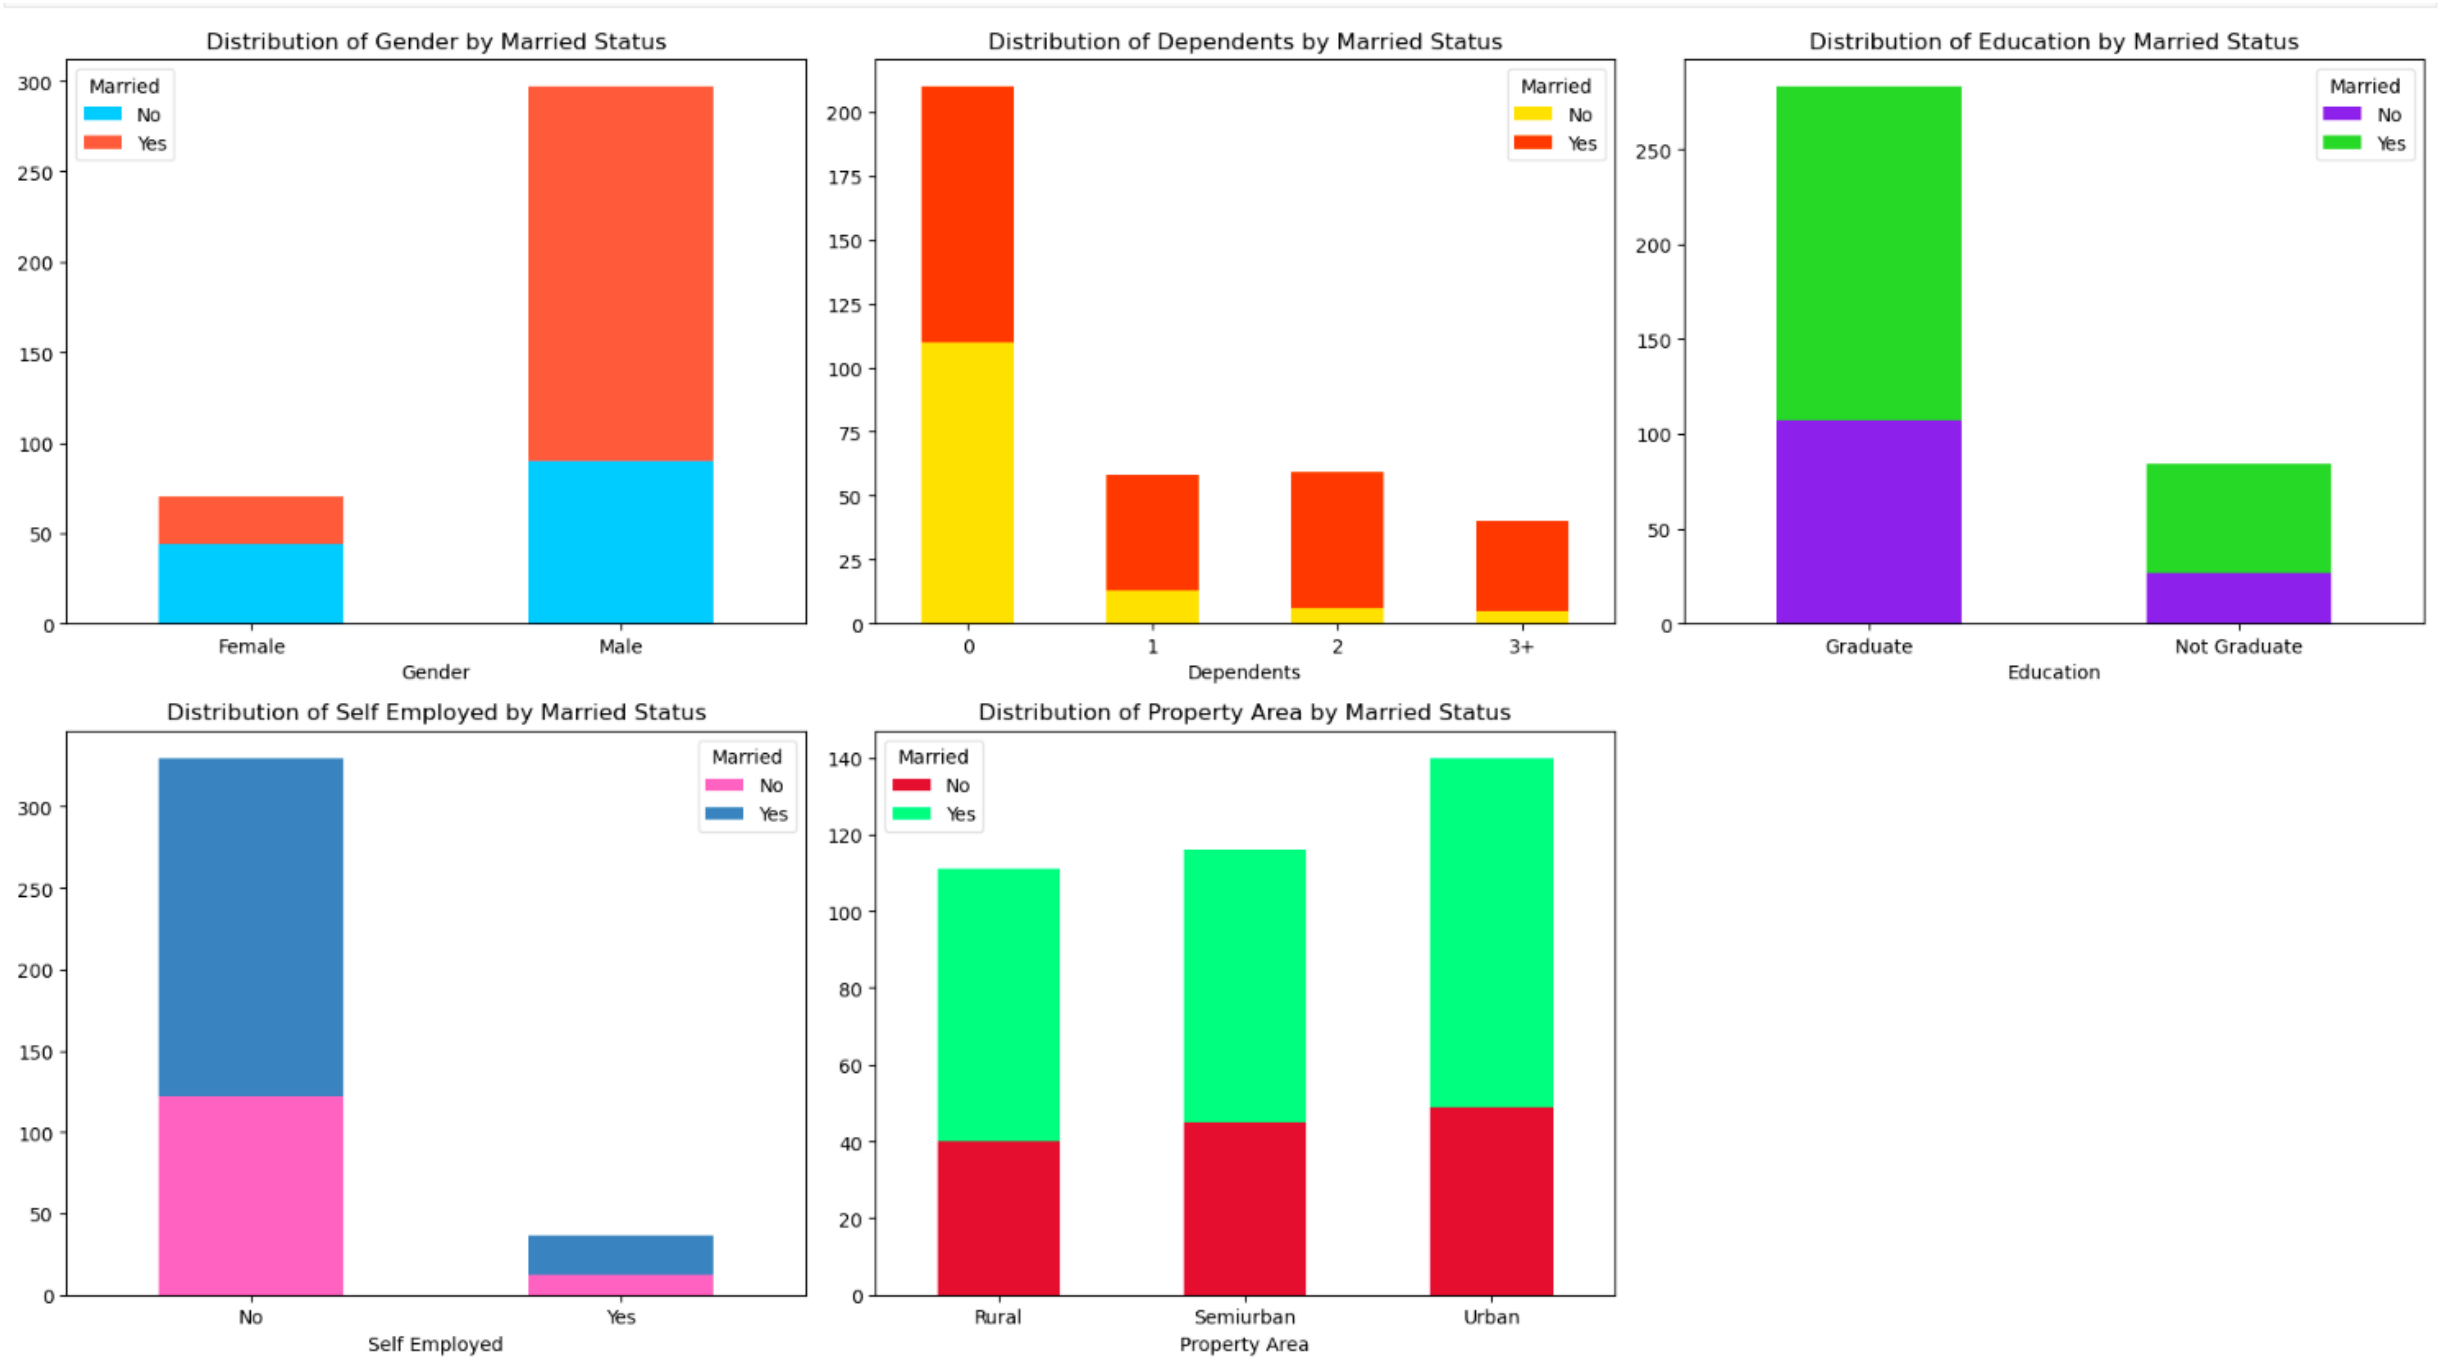 Distribution of Gender by Married Status
Married
No
Yes
300
250
200
150
100
50
0
Female Male
Gender
Distribution of Dependents by Married Status
Married
No
Yes
200
175
150
125
100
75
50
25
0
0 1 2 3+
Dependents
Distribution of Education by Married Status
Married
No
Yes
250
200
150
100
50
0
Graduate Not Graduate
Education
Distribution of Self Employed by Married Status
Married
No
Yes
300
250
200
150
100
50
0
No Yes
Self Employed
Distribution of Property Area by Married Status
Married
No
Yes
140
120
100
80
60
40
20
0
Rural Semiurban Urban
Property Area